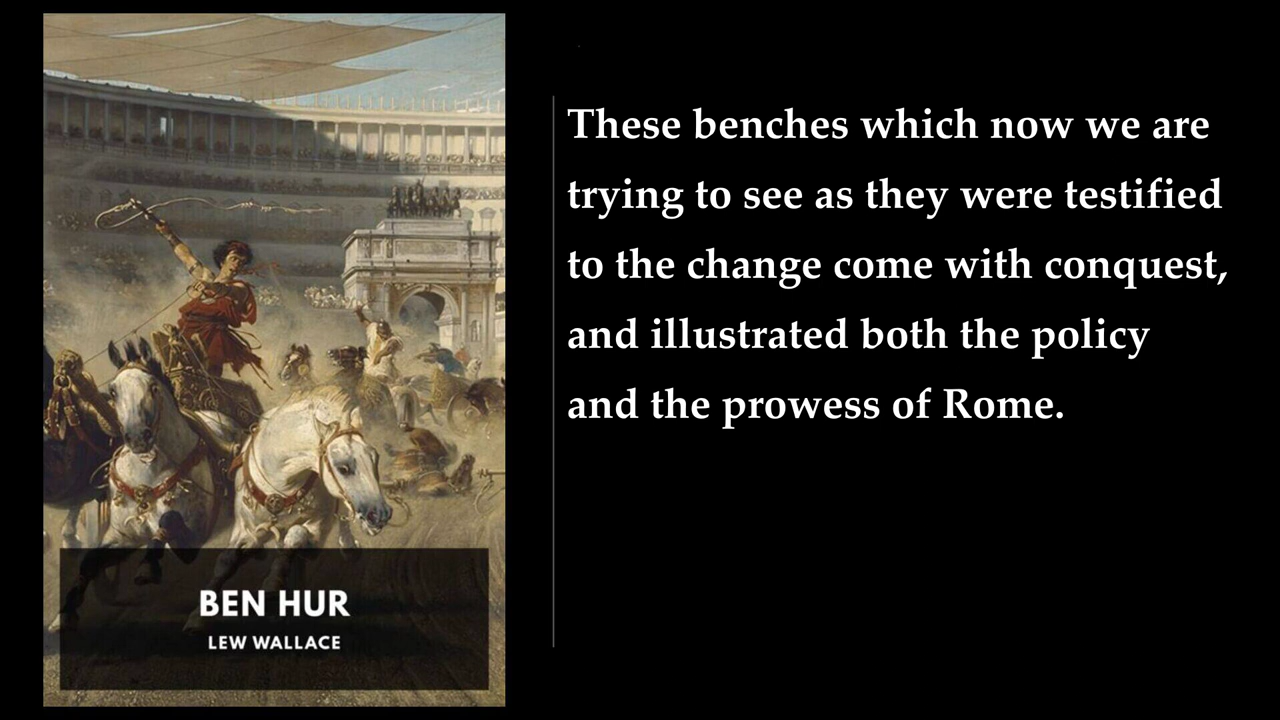 BEN HUR
LEW WALLACE
These benches which now we are
trying to see as they were testified
to the change come with conquest,
and illustrated both the policy
and the prowess of Rome.